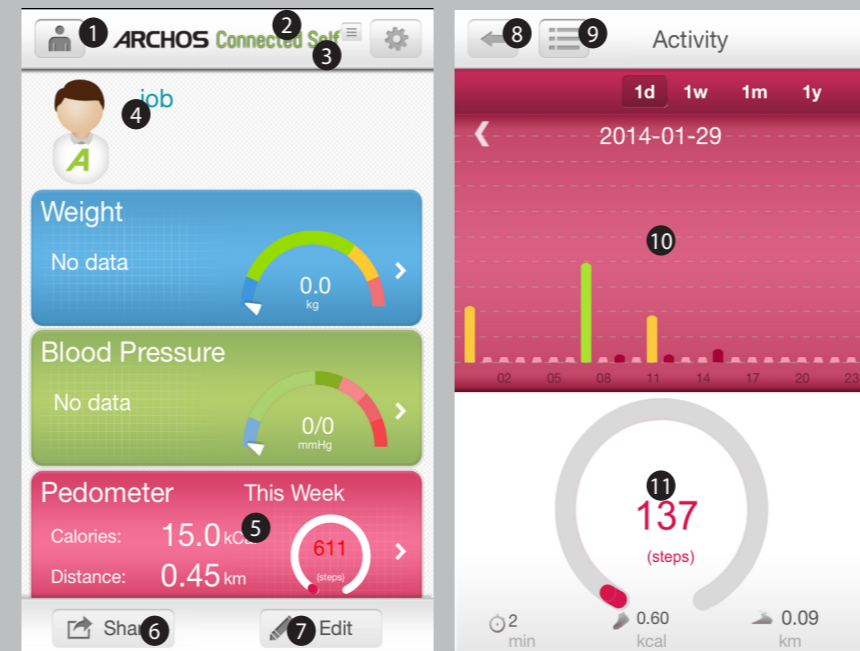 1 ARCHOS Connected Self 2 3
4 job
Weight
No data
0.0
kg
Blood Pressure
No data
0/0
mmHg
Pedometer This Week
Calories: 15.0 5
611
(steps)
Distance: 0.45 km
6 7 Edit
8 9 Activity
1d 1w 1m 1y
2014-01-29
10
02 05 08 11 14 17 20 23
11
137
(steps)
2
min
0.60
kcal
0.09
km